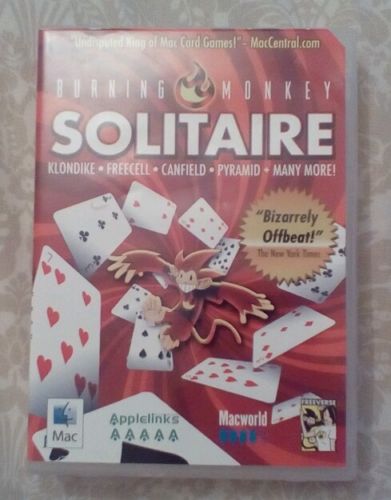 "Undisputed King of Mac Card Games!" - MacCentral.com
BURNING MONKEY
SOLITAIRE
KLONDIKE • FREECELL • CANFIELD • PYRAMID • MANY MORE!
"Bizarrely
Offbeat!"
The New York Times
Mac
Applelinks
Macworld
FREEVERSE